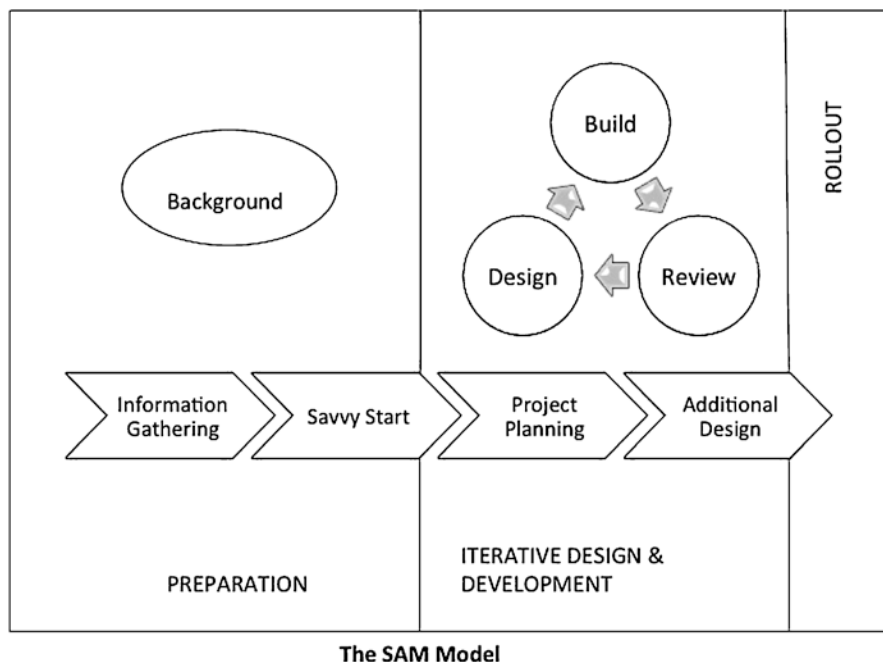 Build
ROLLOUT
Background
Design
Review
Information
Gathering
Savvy Start
Project
Planning
Additional
Design
PREPARATION
ITERATIVE DESIGN &
DEVELOPMENT
The SAM Model